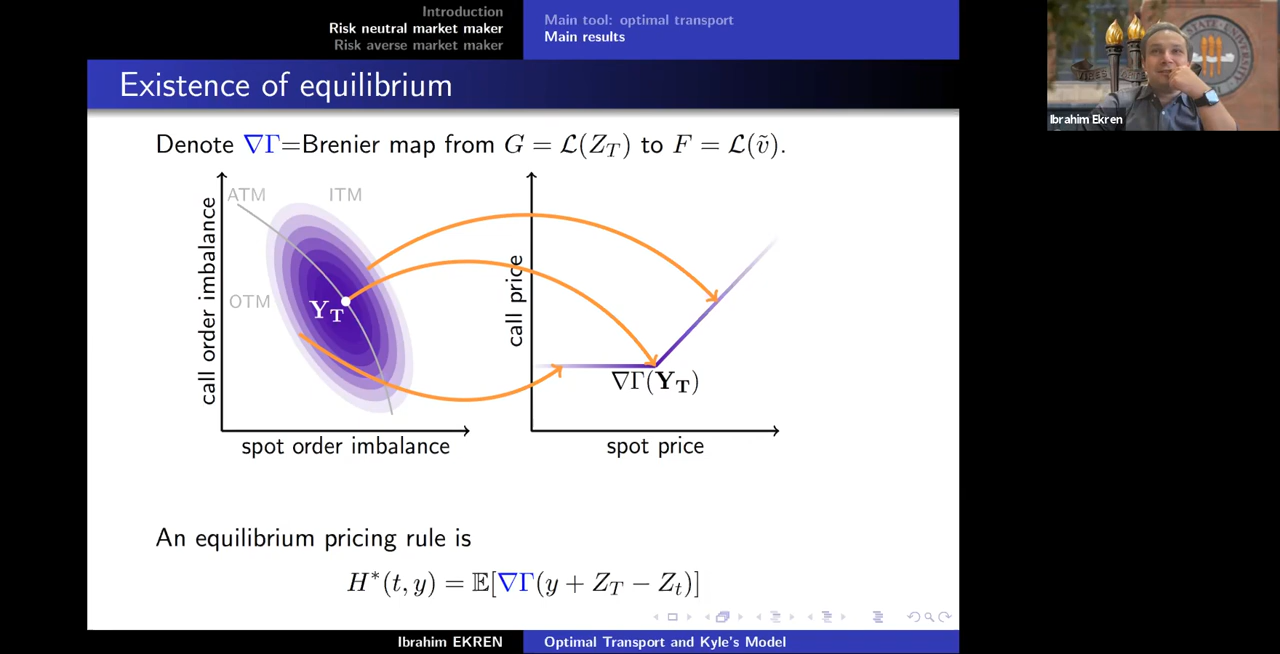 Introduction
Risk neutral market maker
Risk averse market maker
Main tool: optimal transport
Main results
Existence of equilibrium
Denote ∇Γ=Brenier map from G = ℒ(Z_T) to F = ℒ(ṽ).
ATM
ITM
OTM
Y_T
call order imbalance
spot order imbalance
call price
∇Γ(Y_T)
spot price
An equilibrium pricing rule is
H*(t, y) = 𝔼[∇Γ(y + Z_T − Z_t)]
Ibrahim EKREN
Optimal Transport and Kyle's Model
Ibrahim Ekren